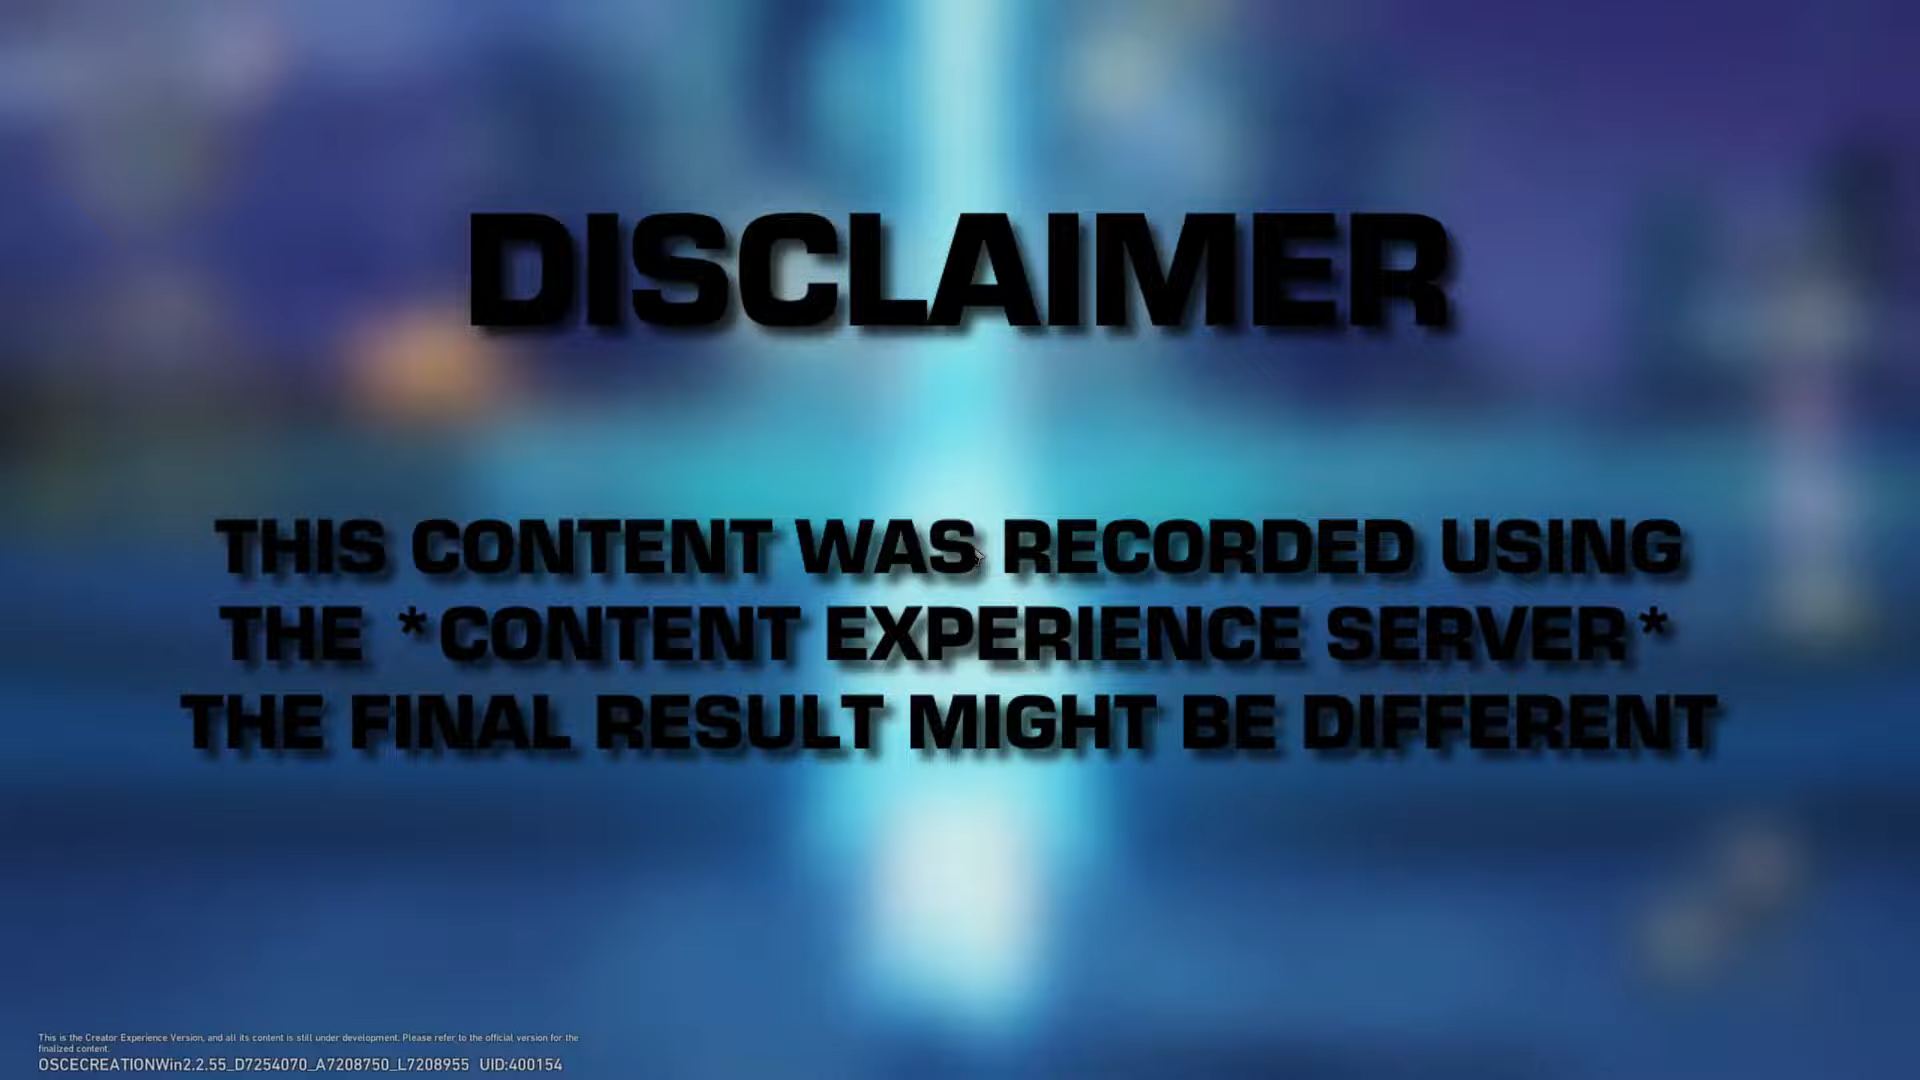 DISCLAIMER
THIS CONTENT WAS RECORDED USING
THE *CONTENT EXPERIENCE SERVER*
THE FINAL RESULT MIGHT BE DIFFERENT
This is the Creator Experience Version, and all its content is still under development. Please refer to the official version for the
finalized content.
OSCECREATIONWin2.2.55_D7254070_A7208750_L7208955 UID:400154